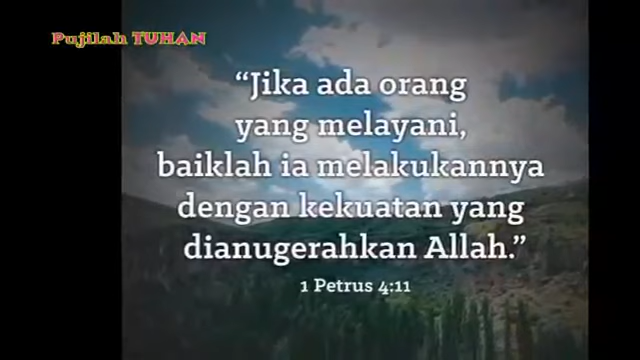 Pujilah TUHAN
“Jika ada orang
yang melayani,
baiklah ia melakukannya
dengan kekuatan yang
dianugerahkan Allah.”
1 Petrus 4:11